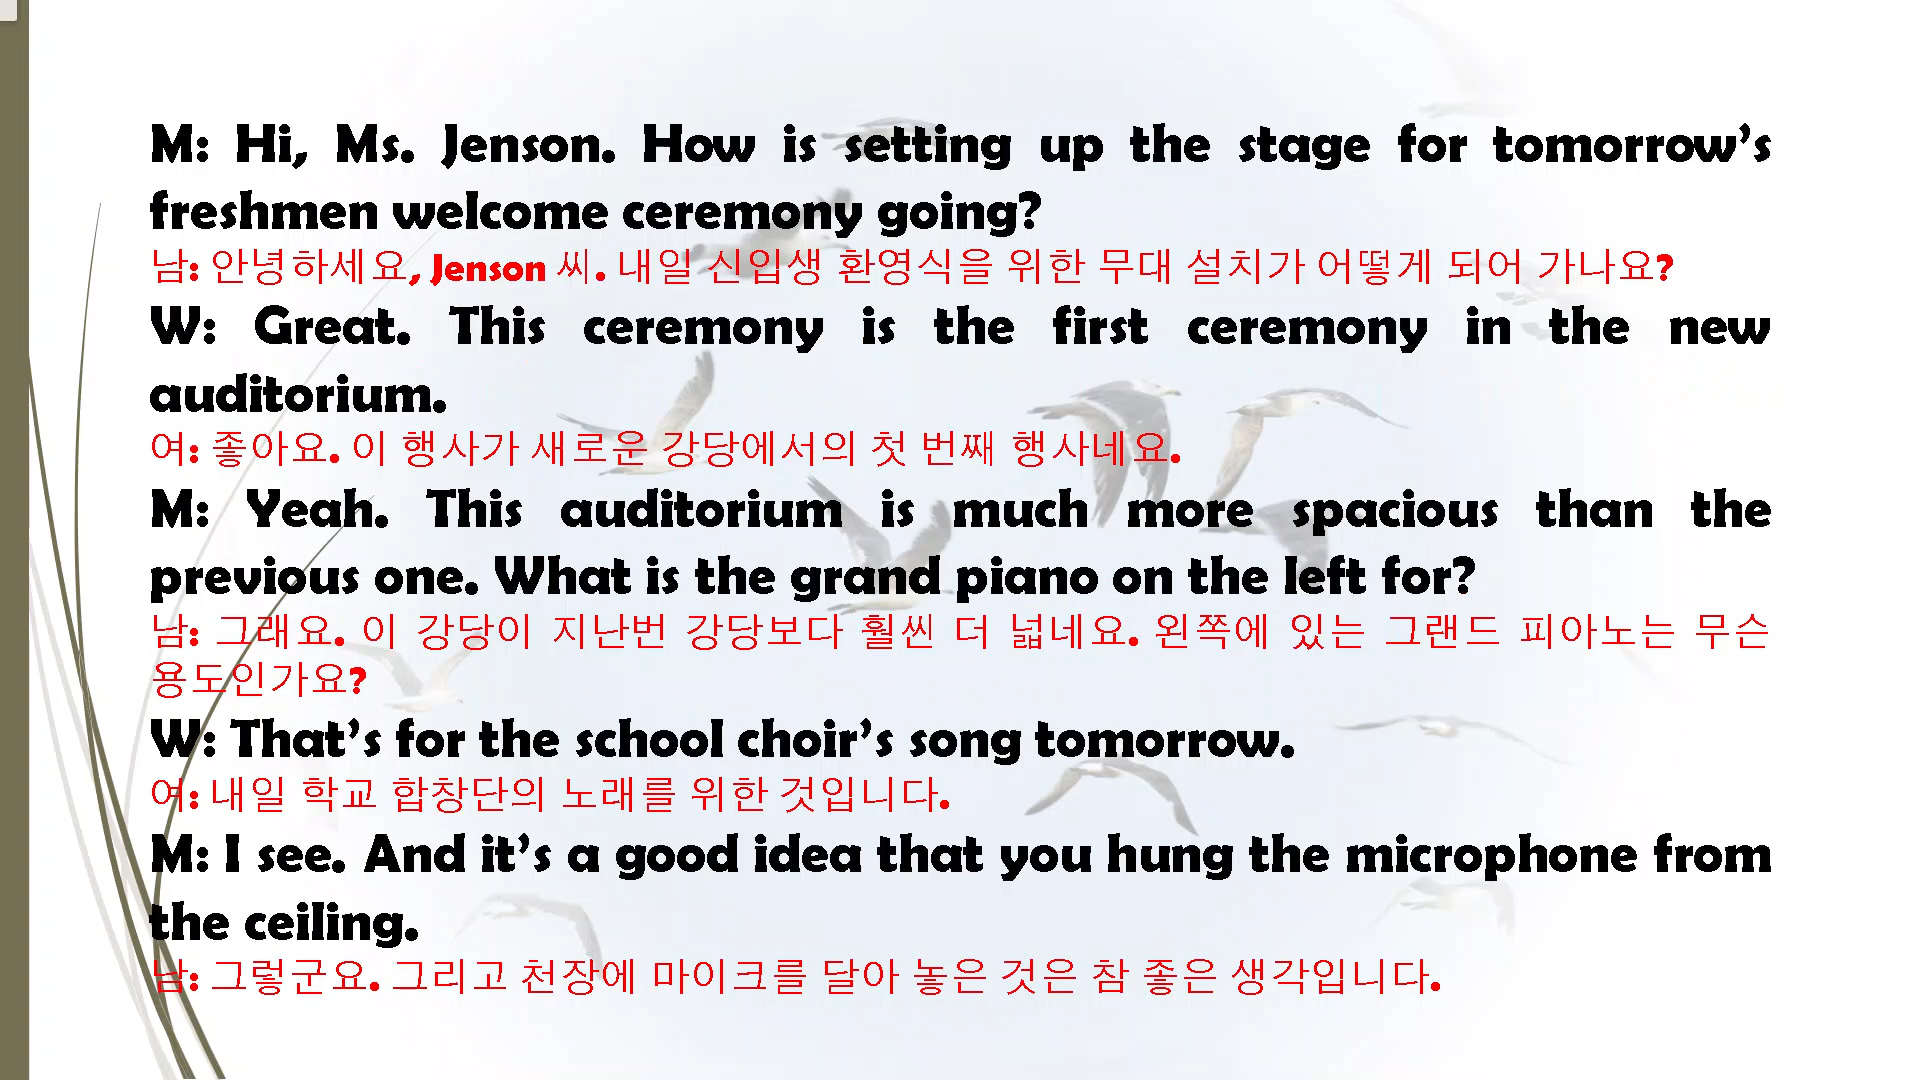 M: Hi, Ms. Jenson. How is setting up the stage for tomorrow’s
freshmen welcome ceremony going?
남: 안녕하세요, Jenson 씨. 내일 신입생 환영식을 위한 무대 설치가 어떻게 되어 가나요?
W: Great. This ceremony is the first ceremony in the new
auditorium.
여: 좋아요. 이 행사가 새로운 강당에서의 첫 번째 행사네요.
M: Yeah. This auditorium is much more spacious than the
previous one. What is the grand piano on the left for?
남: 그래요. 이 강당이 지난번 강당보다 훨씬 더 넓네요. 왼쪽에 있는 그랜드 피아노는 무슨
용도인가요?
W: That’s for the school choir’s song tomorrow.
여: 내일 학교 합창단의 노래를 위한 것입니다.
M: I see. And it’s a good idea that you hung the microphone from
the ceiling.
남: 그렇군요. 그리고 천장에 마이크를 달아 놓은 것은 참 좋은 생각입니다.